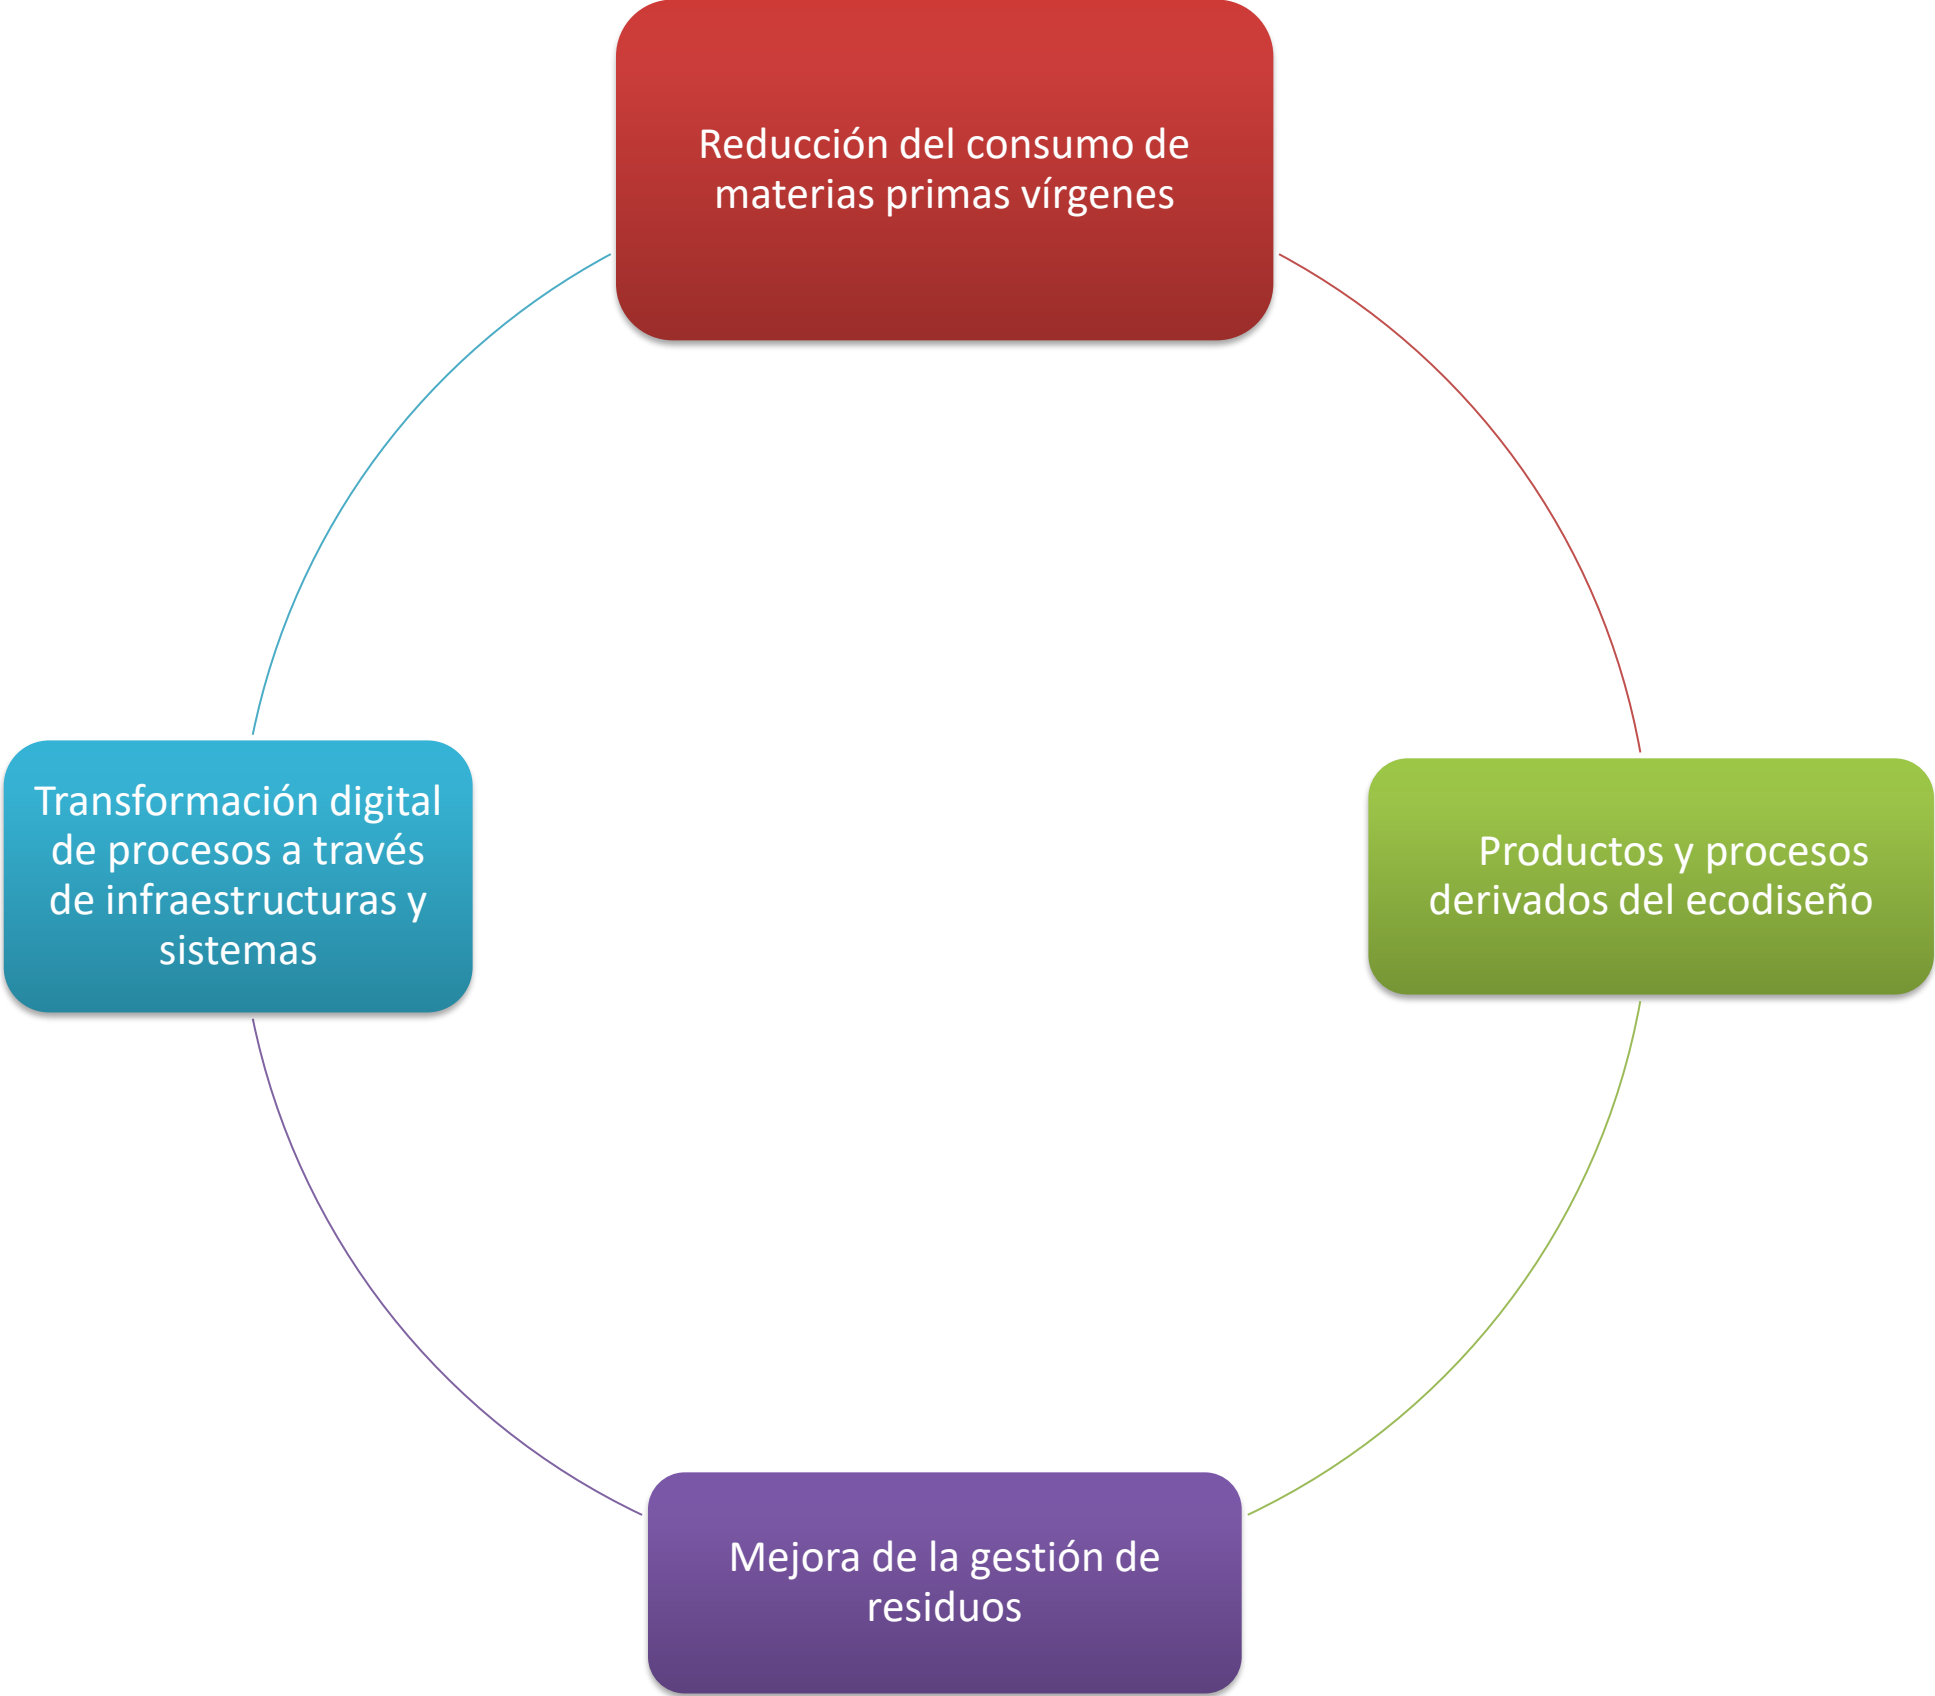 Reducción del consumo de
materias primas vírgenes
Productos y procesos
derivados del ecodiseño
Mejora de la gestión de
residuos
Transformación digital
de procesos a través
de infraestructuras y
sistemas